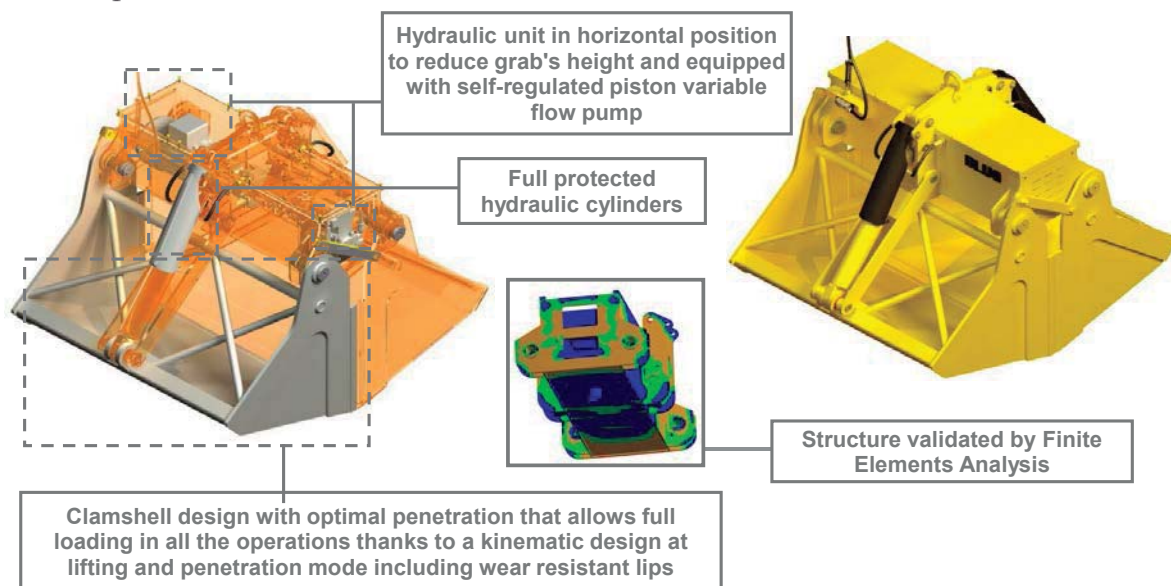 Hydraulic unit in horizontal position
to reduce grab's height and equipped
with self-regulated piston variable
flow pump
Full protected
hydraulic cylinders
BLUG
Structure validated by Finite
Elements Analysis
Clamshell design with optimal penetration that allows full
loading in all the operations thanks to a kinematic design at
lifting and penetration mode including wear resistant lips